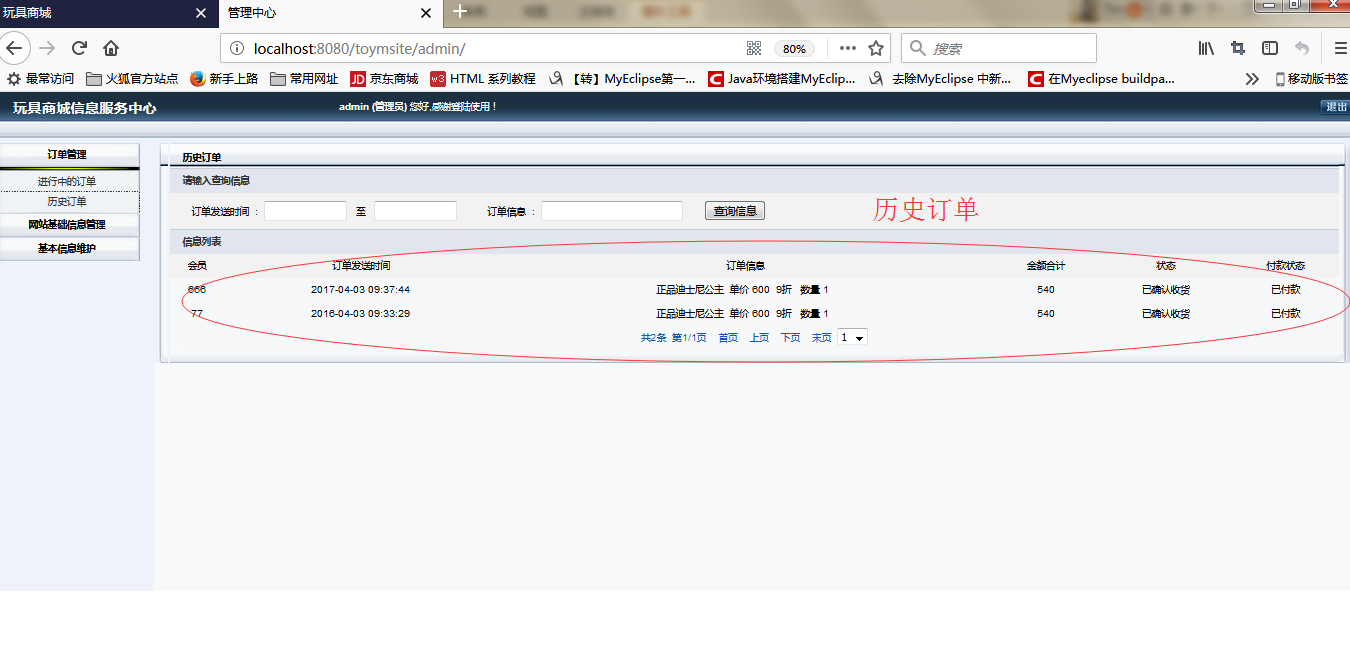 玩具商城
管理中心
localhost:8080/toymsite/admin/
80%
搜索
最常访问 火狐官方站点 新手上路 常用网址 JD 京东商城 w3 HTML 系列教程 【转】MyEclipse第一... C Java环境搭建MyEclip... 去除MyEclipse 中新... C 在Myeclipse buildpa... 移动版书签
玩具商城信息服务中心 admin (管理员) 您好,感谢登陆使用！ 退出
订单管理
进行中的订单
历史订单
网站基础信息管理
基本信息维护
历史订单
请输入查询信息
订单发送时间 : 至 订单信息 : 查询信息
历史订单
信息列表
会员 订单发送时间 订单信息 金额合计 状态 付款状态
666 2017-04-03 09:37:44 正品迪士尼公主 单价 600 9折 数量 1 540 已确认收货 已付款
77 2016-04-03 09:33:29 正品迪士尼公主 单价 600 9折 数量 1 540 已确认收货 已付款
共2条 第1/1页 首页 上页 下页 末页 1